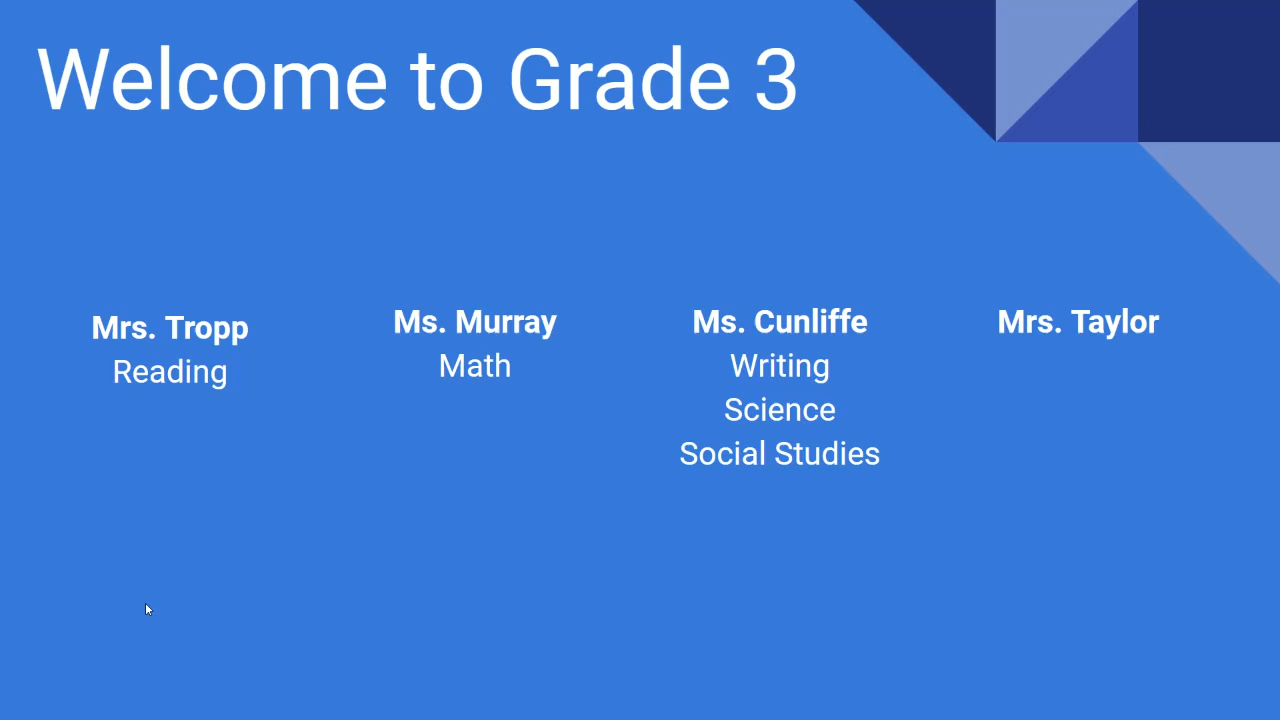 Welcome to Grade 3
Mrs. Tropp
Reading
Ms. Murray
Math
Ms. Cunliffe
Writing
Science
Social Studies
Mrs. Taylor